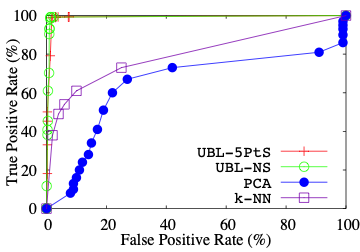 100
80
60
40
20
0
True Positive Rate (%)
UBL-5PtS
UBL-NS
PCA
k-NN
0 20 40 60 80 100
False Positive Rate (%)